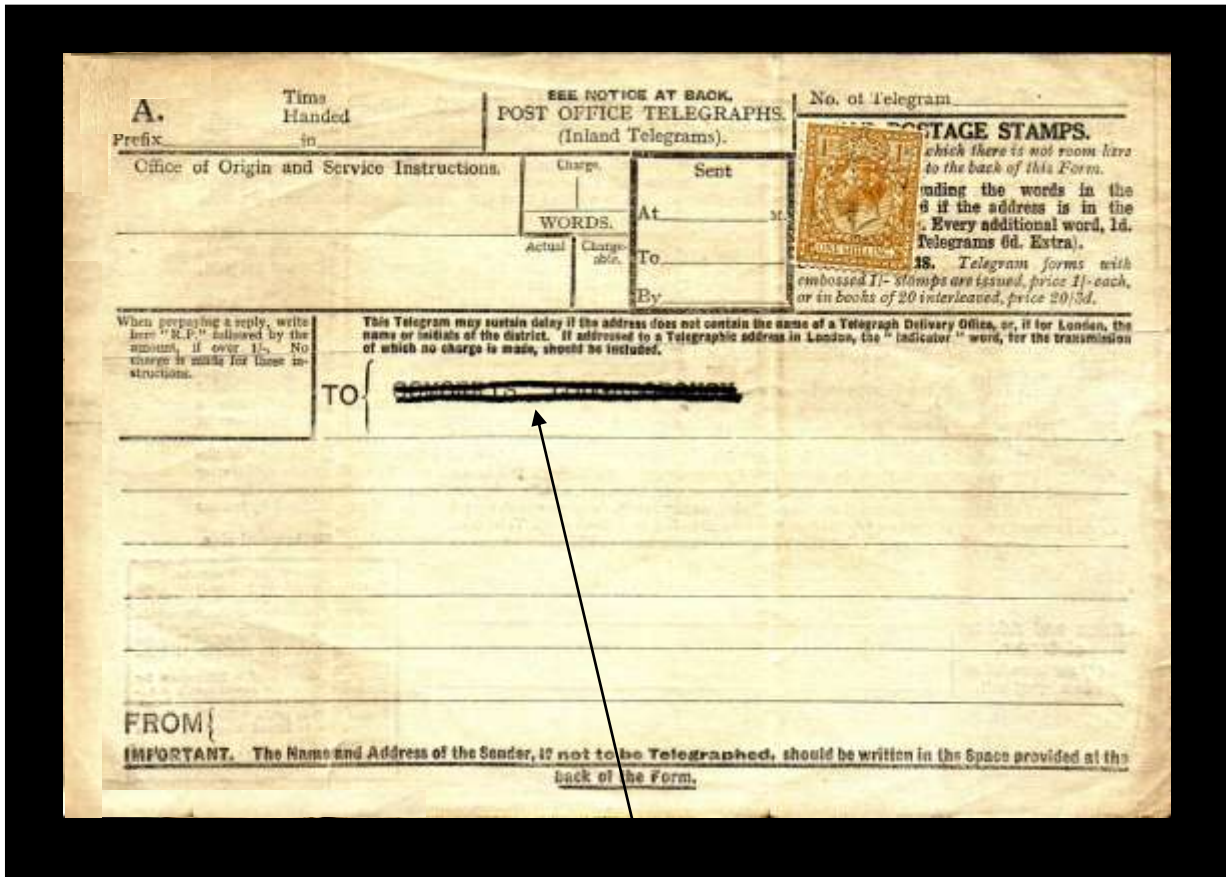 A.
Prefix
Time
Handed
in
SEE NOTICE AT BACK.
POST OFFICE TELEGRAPHS.
(Inland Telegrams).
No. of Telegram
POSTAGE STAMPS.
which there is not room here
to the back of this Form.
the words in the
if the address is in the
Every additional word, 1d.
Telegrams 6d. Extra).
Telegram forms with
embossed 1/- stamps are issued, price 1/- each,
or in books of 20 interleaved, price 20/3d.
ONE SHILLING
Office of Origin and Service Instructions.
Charge.
WORDS.
Actual
Charge-
able.
Sent
At M.
To
By
When prepaying a reply, write
here "R.P." followed by the
amount, if over 1/-. No
charge is made for these in-
structions.
This Telegram may sustain delay if the address does not contain the name of a Telegraph Delivery Office, or, if for London, the
name or initials of the district. If addressed to a Telegraphic address in London, the "indicator" word, for the transmission
of which no charge is made, should be included.
TO
FROM
IMPORTANT. The Name and Address of the Sender, if not to be Telegraphed, should be written in the Space provided at the
back of the Form.